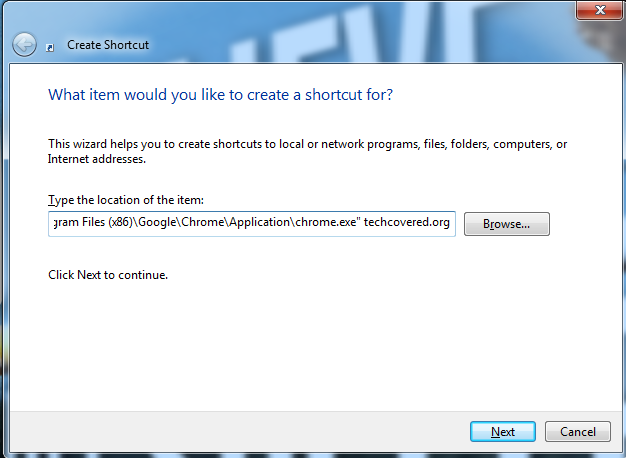 Create Shortcut
What item would you like to create a shortcut for?
This wizard helps you to create shortcuts to local or network programs, files, folders, computers, or
Internet addresses.
Type the location of the item:
gram Files (x86)\Google\Chrome\Application\chrome.exe" techcovered.org
Browse...
Click Next to continue.
Next
Cancel